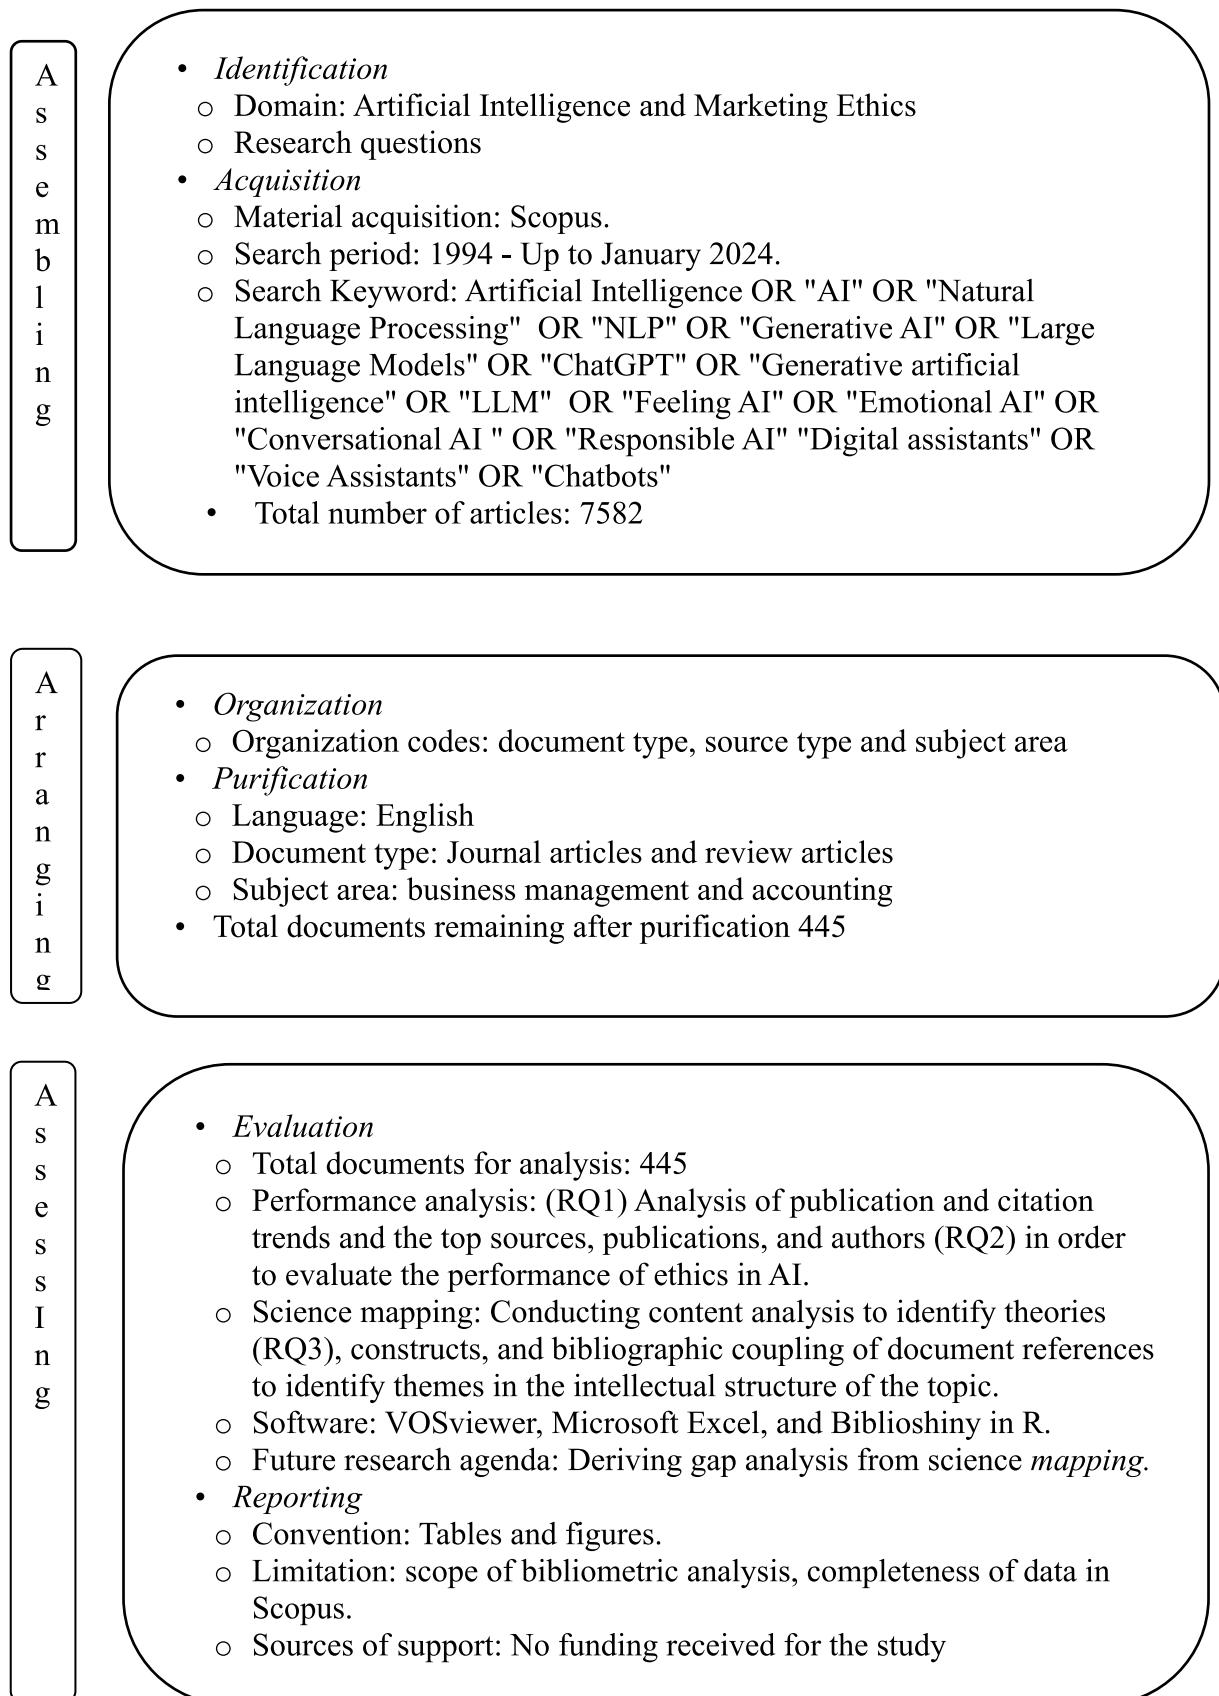 Assembling
• Identification
o Domain: Artificial Intelligence and Marketing Ethics
o Research questions
• Acquisition
o Material acquisition: Scopus.
o Search period: 1994 - Up to January 2024.
o Search Keyword: Artificial Intelligence OR "AI" OR "Natural
Language Processing"  OR "NLP" OR "Generative AI" OR "Large
Language Models" OR "ChatGPT" OR "Generative artificial
intelligence" OR "LLM"  OR "Feeling AI" OR "Emotional AI" OR
"Conversational AI " OR "Responsible AI" "Digital assistants" OR
"Voice Assistants" OR "Chatbots"
• Total number of articles: 7582
Arranging
• Organization
o Organization codes: document type, source type and subject area
• Purification
o Language: English
o Document type: Journal articles and review articles
o Subject area: business management and accounting
• Total documents remaining after purification 445
AssessIng
• Evaluation
o Total documents for analysis: 445
o Performance analysis: (RQ1) Analysis of publication and citation
trends and the top sources, publications, and authors (RQ2) in order
to evaluate the performance of ethics in AI.
o Science mapping: Conducting content analysis to identify theories
(RQ3), constructs, and bibliographic coupling of document references
to identify themes in the intellectual structure of the topic.
o Software: VOSviewer, Microsoft Excel, and Biblioshiny in R.
o Future research agenda: Deriving gap analysis from science mapping.
• Reporting
o Convention: Tables and figures.
o Limitation: scope of bibliometric analysis, completeness of data in
Scopus.
o Sources of support: No funding received for the study